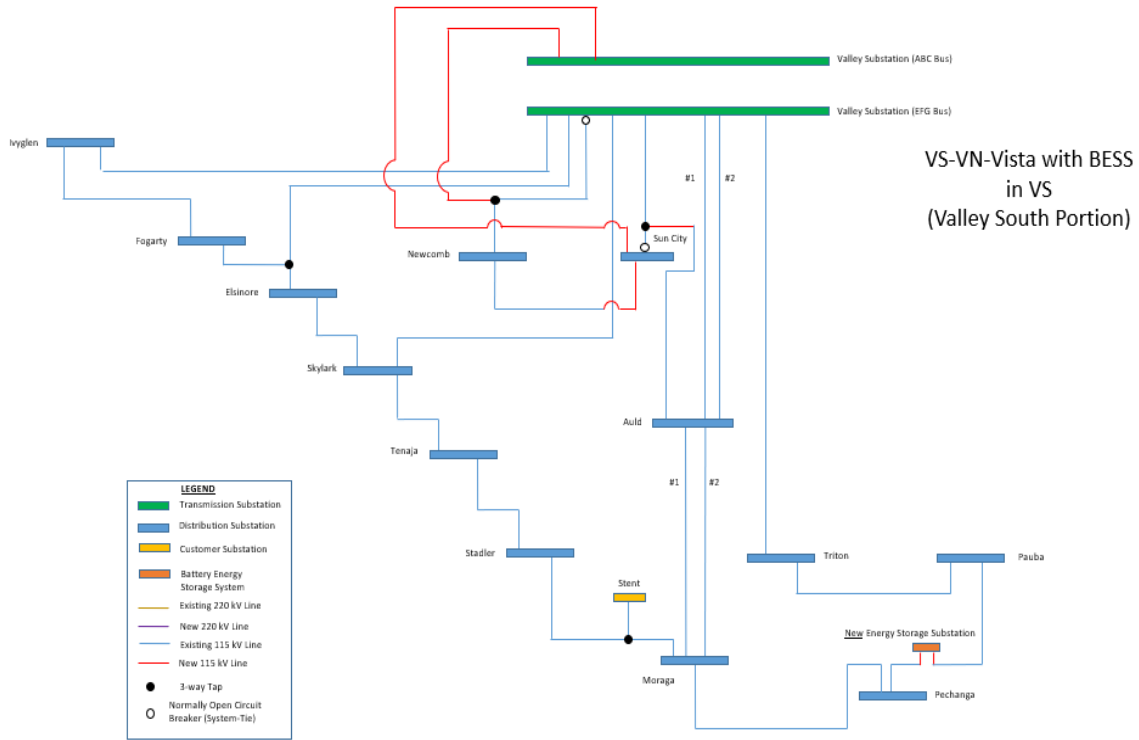 Valley Substation (ABC Bus)
Valley Substation (EFG Bus)
Ivyglen
VS-VN-Vista with BESS
in VS
(Valley South Portion)
#1
#2
Fogarty
Sun City
Newcomb
Elsinore
Skylark
Auld
Tenaja
#1
#2
LEGEND
Transmission Substation
Distribution Substation
Customer Substation
Battery Energy
Storage System
Existing 220 kV Line
New 220 kV Line
Existing 115 kV Line
New 115 kV Line
3-way Tap
Normally Open Circuit
Breaker (System-Tie)
Stadler
Triton
Pauba
Stent
New Energy Storage Substation
Moraga
Pechanga